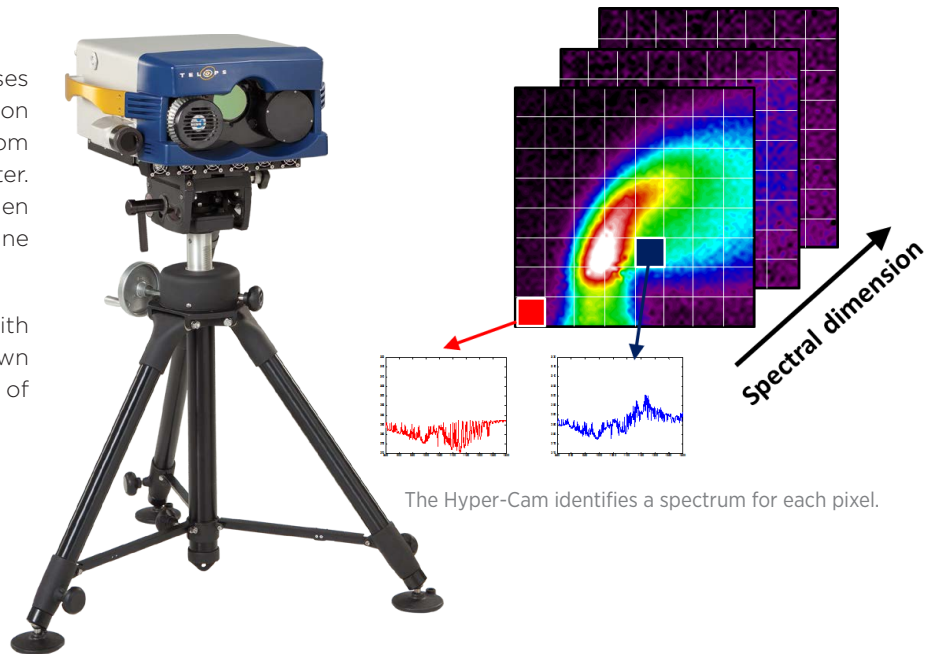 ses
on
om
ter.
en
ne
ith
wn
of
TELOPS
Spectral dimension
The Hyper-Cam identifies a spectrum for each pixel.